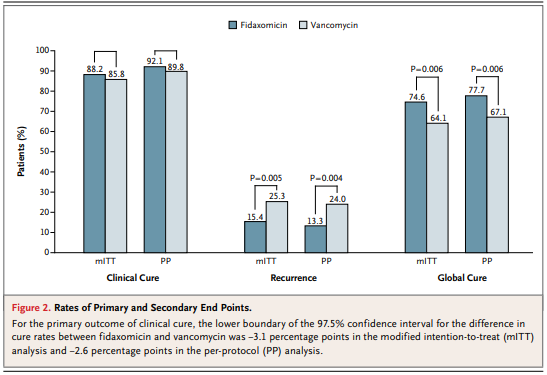 Fidaxomicin Vancomycin
Patients (%)
100
90
80
70
60
50
40
30
20
10
0
88.2 85.8
92.1 89.8
P=0.005
15.4 25.3
P=0.004
13.3 24.0
P=0.006
74.6 64.1
P=0.006
77.7 67.1
mITT PP mITT PP mITT PP
Clinical Cure Recurrence Global Cure
Figure 2. Rates of Primary and Secondary End Points.
For the primary outcome of clinical cure, the lower boundary of the 97.5% confidence interval for the difference in
cure rates between fidaxomicin and vancomycin was –3.1 percentage points in the modified intention-to-treat (mITT)
analysis and –2.6 percentage points in the per-protocol (PP) analysis.